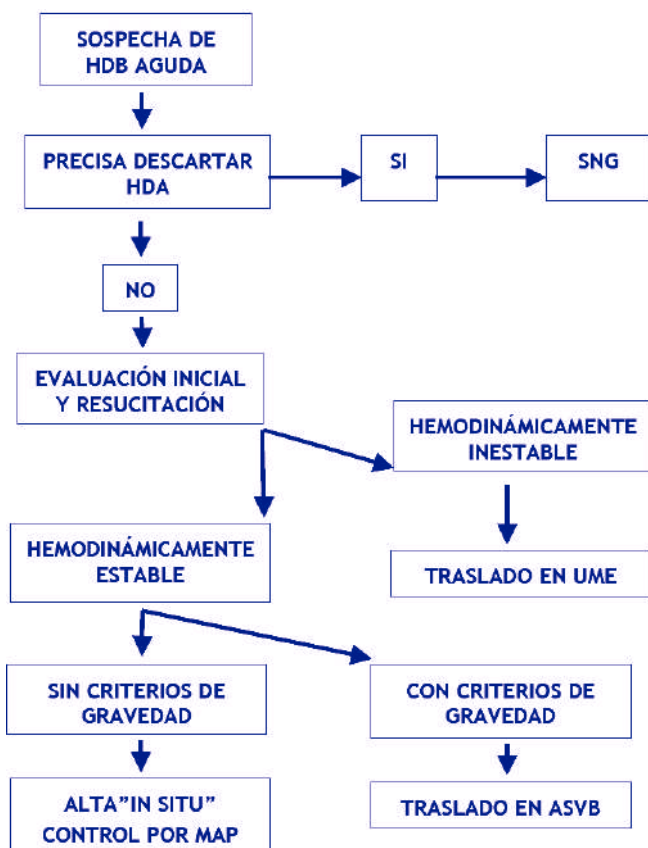 SOSPECHA DE
HDB AGUDA
PRECISA DESCARTAR
HDA
SI
SNG
NO
EVALUACIÓN INICIAL
Y RESUCITACIÓN
HEMODINÁMICAMENTE
INESTABLE
HEMODINÁMICAMENTE
ESTABLE
TRASLADO EN UME
SIN CRITERIOS DE
GRAVEDAD
CON CRITERIOS DE
GRAVEDAD
ALTA"IN SITU"
CONTROL POR MAP
TRASLADO EN ASVB